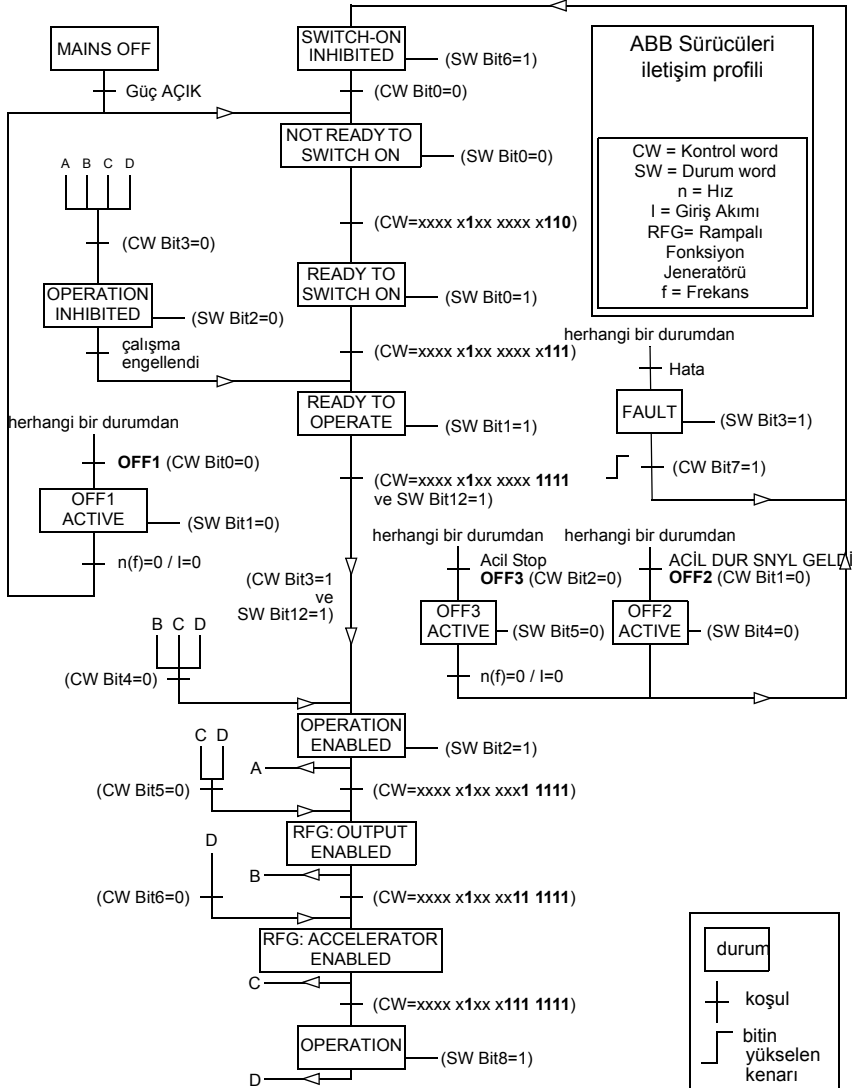 MAINS OFF
Güç AÇIK
SWITCH-ON
INHIBITED
(SW Bit6=1)
(CW Bit0=0)
NOT READY TO
SWITCH ON
(SW Bit0=0)
(CW=xxxx x1xx xxxx x110)
READY TO
SWITCH ON
(SW Bit0=1)
(CW=xxxx x1xx xxxx x111)
READY TO
OPERATE
(SW Bit1=1)
(CW=xxxx x1xx xxxx 1111
ve SW Bit12=1)
ABB Sürücüleri
iletişim profili
CW = Kontrol word
SW = Durum word
n = Hız
I = Giriş Akımı
RFG= Rampalı
Fonksiyon
Jeneratörü
f = Frekans
A B C D
(CW Bit3=0)
OPERATION
INHIBITED
(SW Bit2=0)
çalışma
engellendi
herhangi bir durumdan
OFF1 (CW Bit0=0)
OFF1
ACTIVE
(SW Bit1=0)
n(f)=0 / I=0
herhangi bir durumdan
Hata
FAULT
(SW Bit3=1)
(CW Bit7=1)
herhangi bir durumdan
Acil Stop
OFF3 (CW Bit2=0)
OFF3
ACTIVE
(SW Bit5=0)
n(f)=0 / I=0
herhangi bir durumdan
ACİL DUR SNYL GELDİ
OFF2 (CW Bit1=0)
OFF2
ACTIVE
(SW Bit4=0)
(CW Bit3=1
ve
SW Bit12=1)
B C D
(CW Bit4=0)
OPERATION
ENABLED
(SW Bit2=1)
A
C D
(CW Bit5=0)
(CW=xxxx x1xx xxx1 1111)
RFG: OUTPUT
ENABLED
B
D
(CW Bit6=0)
(CW=xxxx x1xx xx11 1111)
RFG: ACCELERATOR
ENABLED
C
(CW=xxxx x1xx x111 1111)
OPERATION
(SW Bit8=1)
D
durum
koşul
bitin
yükselen
kenarı